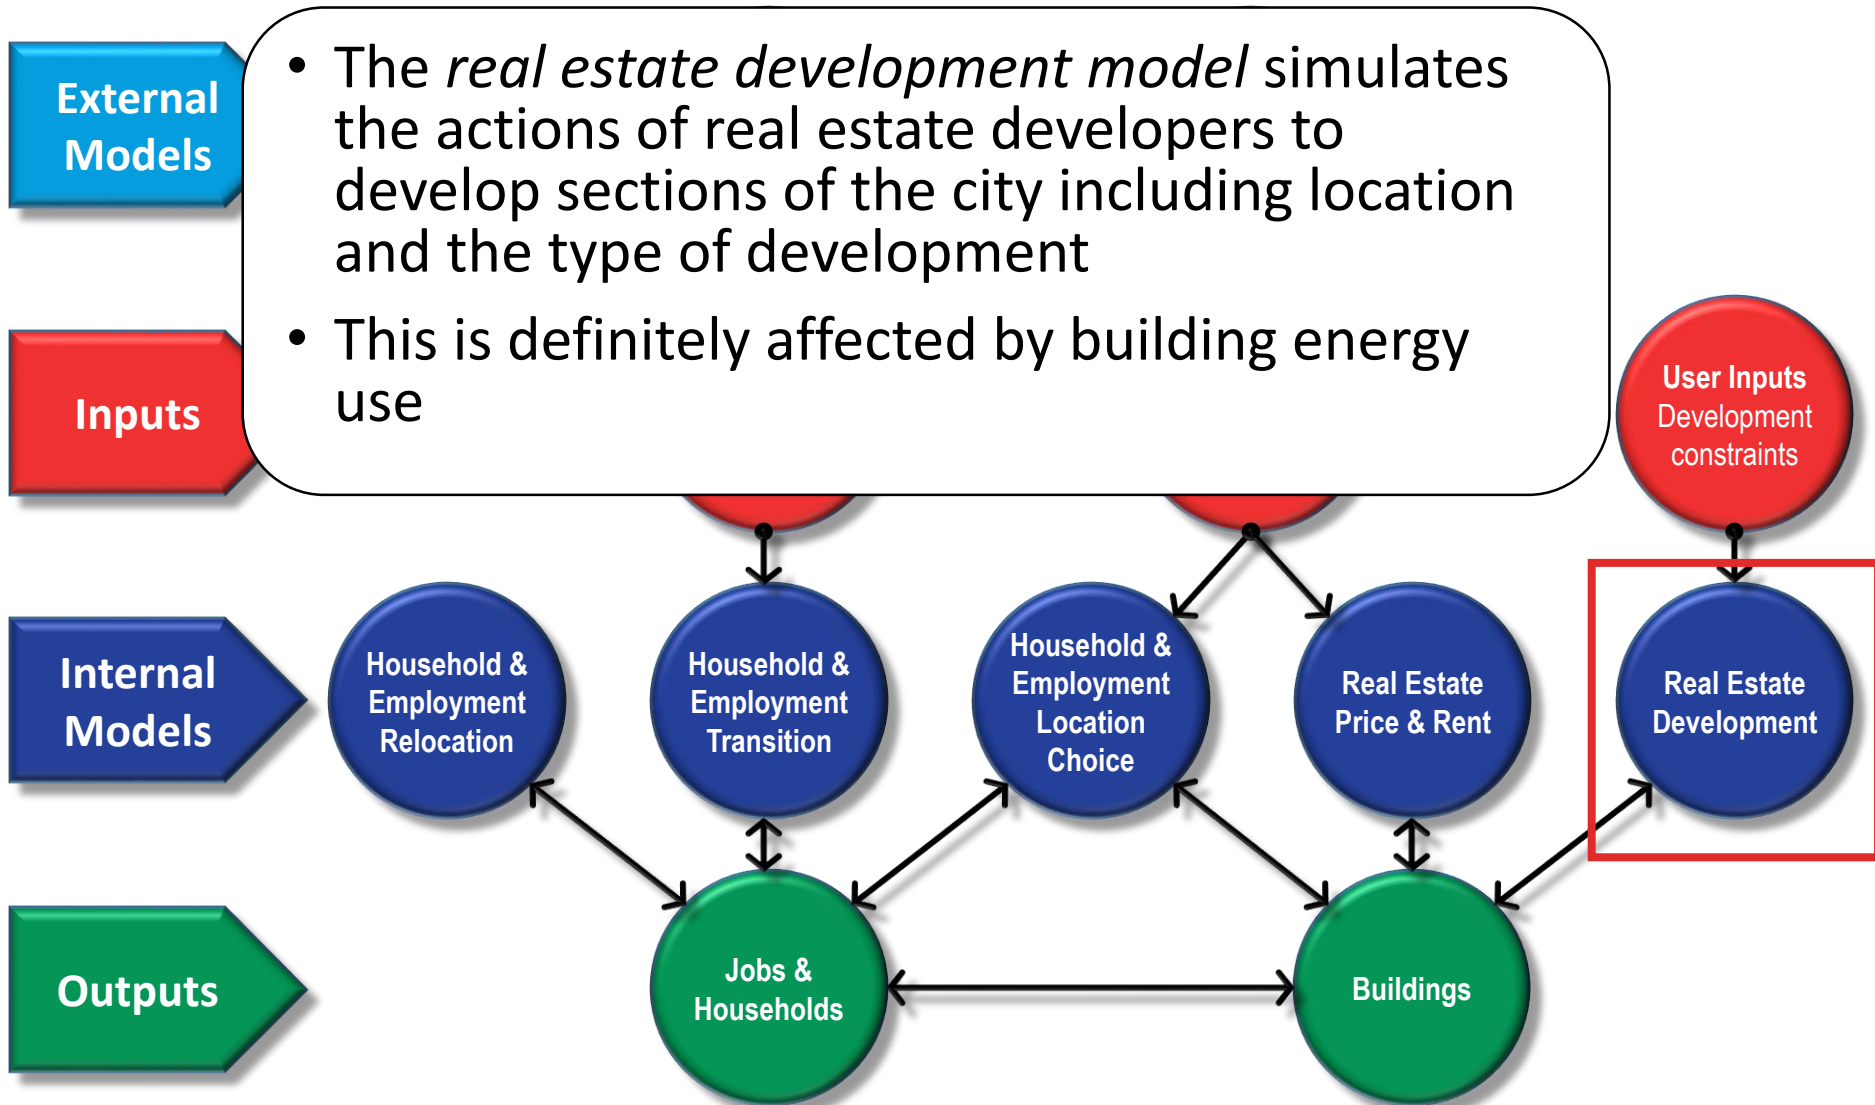 External
Models
• The real estate development model simulates
the actions of real estate developers to
develop sections of the city including location
and the type of development
• This is definitely affected by building energy
use
Inputs
User Inputs
Development
constraints
Internal
Models
Household &
Employment
Relocation
Household &
Employment
Transition
Household &
Employment
Location
Choice
Real Estate
Price & Rent
Real Estate
Development
Outputs
Jobs &
Households
Buildings